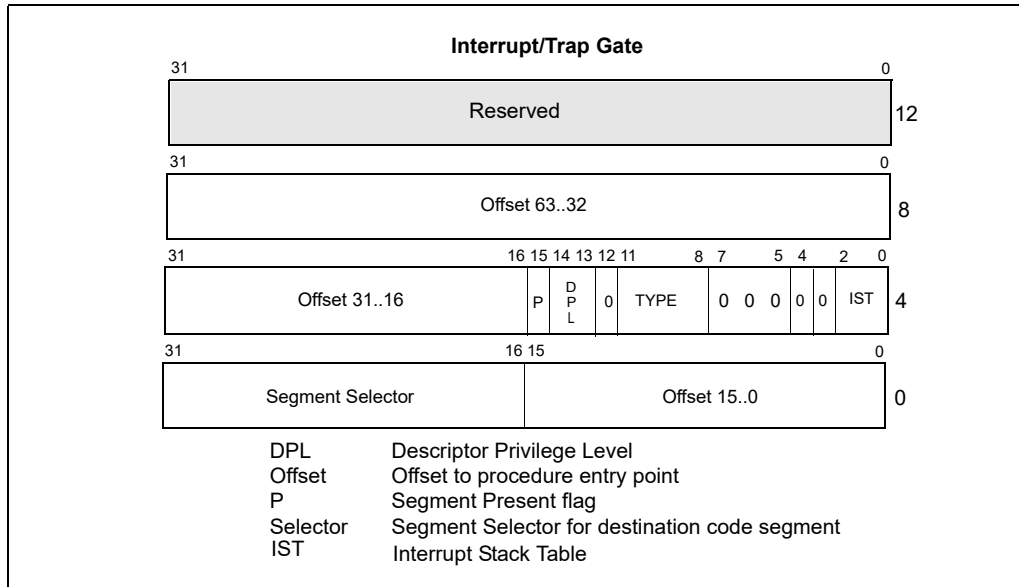 Interrupt/Trap Gate
31 0
Reserved 12
31 0
Offset 63..32 8
31 16 15 14 13 12 11 8 7 5 4 2 0
Offset 31..16 P DPL 0 TYPE 0 0 0 0 0 IST 4
31 16 15 0
Segment Selector Offset 15..0 0
DPL Descriptor Privilege Level
Offset Offset to procedure entry point
P Segment Present flag
Selector Segment Selector for destination code segment
IST Interrupt Stack Table